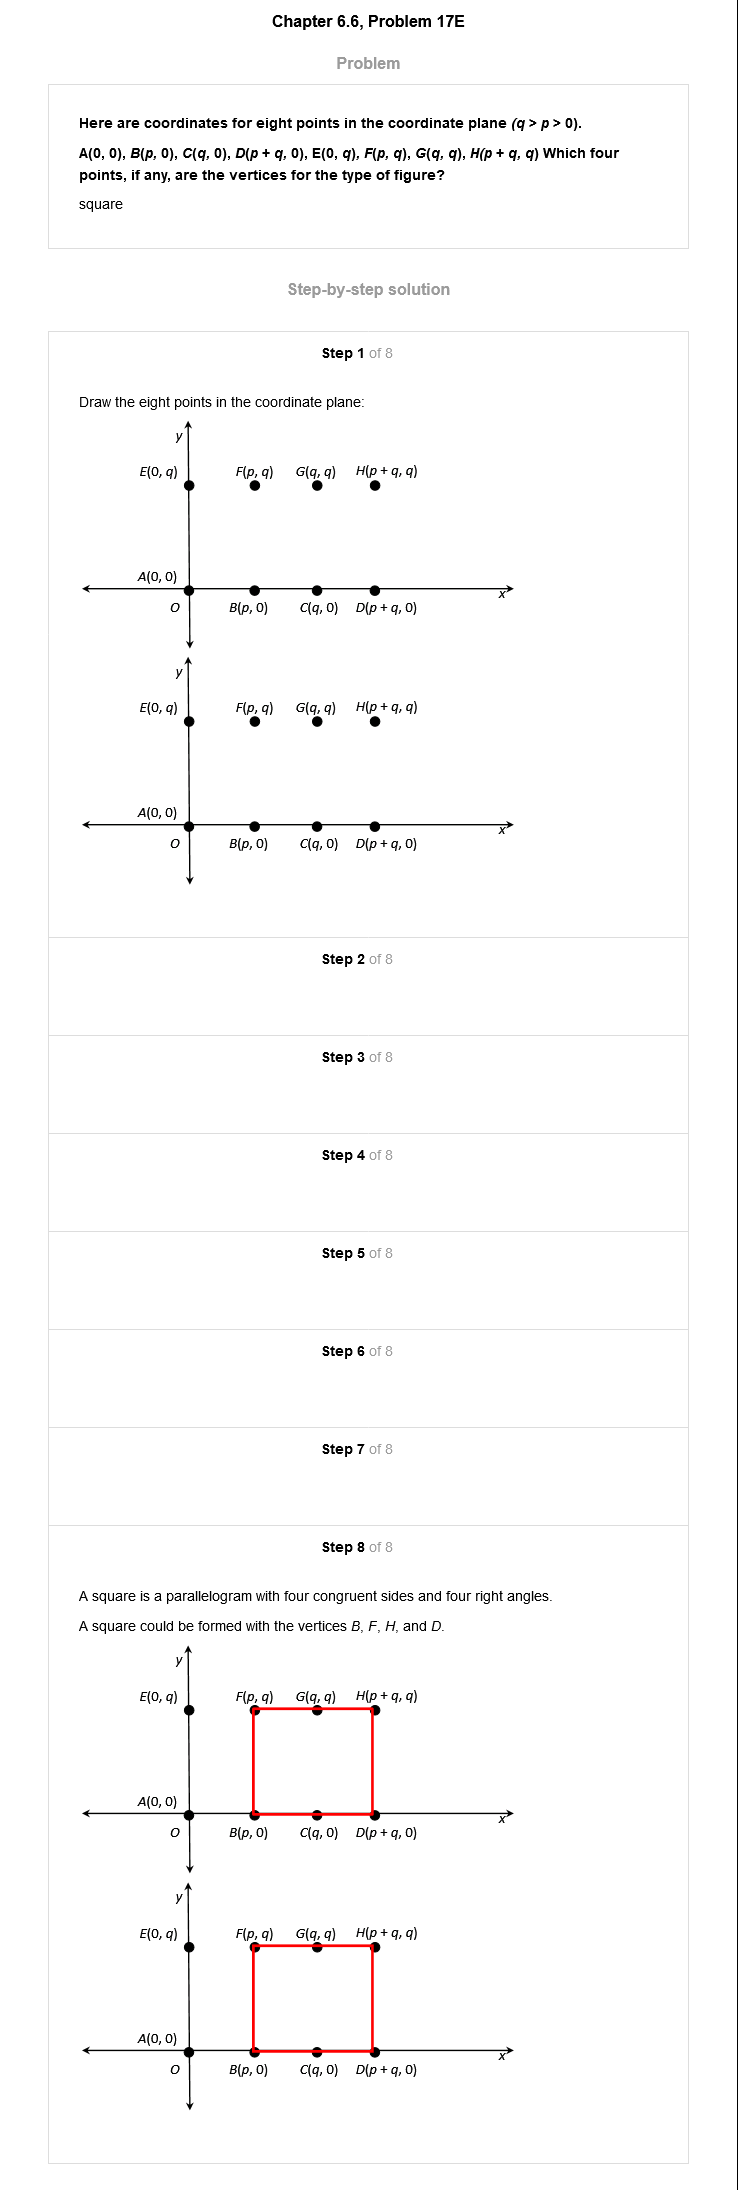 Chapter 6.6, Problem 17E
Problem
Here are coordinates for eight points in the coordinate plane (q > p > 0).
A(0, 0), B(p, 0), C(q, 0), D(p + q, 0), E(0, q), F(p, q), G(q, q), H(p + q, q) Which four
points, if any, are the vertices for the type of figure?
square
Step-by-step solution
Step 1 of 8
Draw the eight points in the coordinate plane:
y
E(0, q) F(p, q) G(q, q) H(p + q, q)
A(0, 0)
x
O B(p, 0) C(q, 0) D(p + q, 0)
y
E(0, q) F(p, q) G(q, q) H(p + q, q)
A(0, 0)
x
O B(p, 0) C(q, 0) D(p + q, 0)
Step 2 of 8
Step 3 of 8
Step 4 of 8
Step 5 of 8
Step 6 of 8
Step 7 of 8
Step 8 of 8
A square is a parallelogram with four congruent sides and four right angles.
A square could be formed with the vertices B, F, H, and D.
y
E(0, q) F(p, q) G(q, q) H(p + q, q)
A(0, 0)
x
O B(p, 0) C(q, 0) D(p + q, 0)
y
E(0, q) F(p, q) G(q, q) H(p + q, q)
A(0, 0)
x
O B(p, 0) C(q, 0) D(p + q, 0)